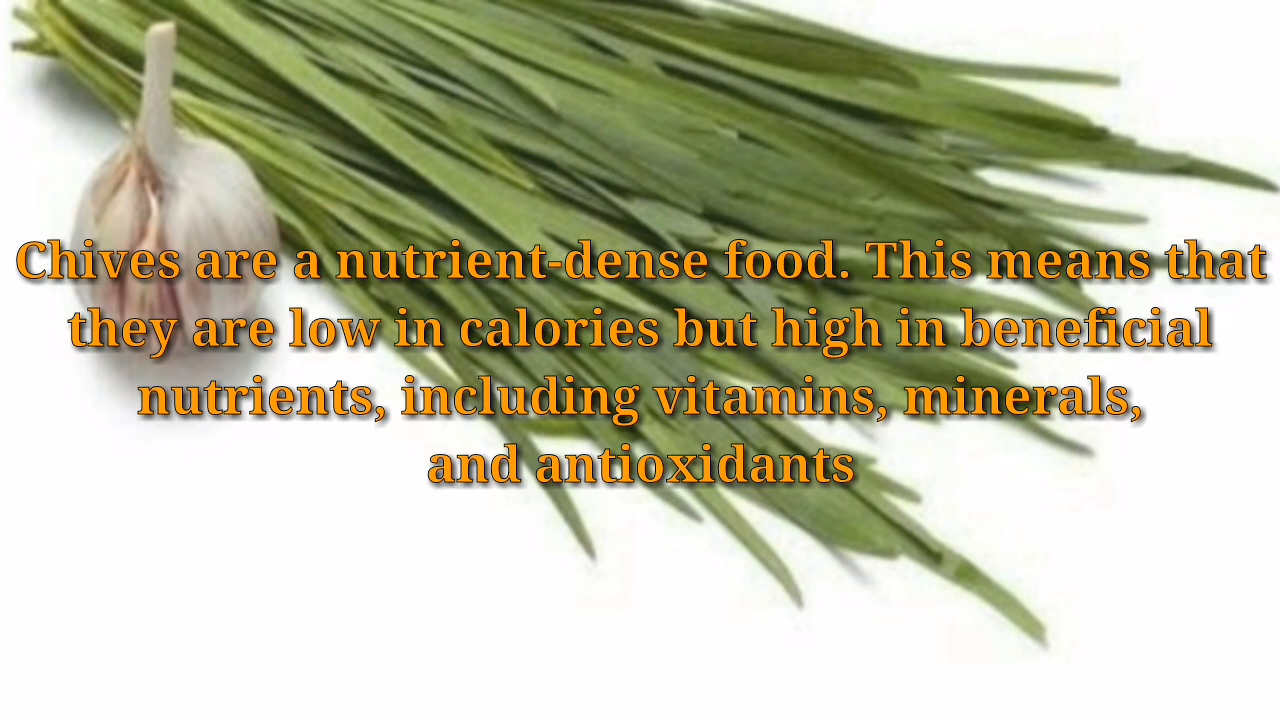 Chives are a nutrient-dense food. This means that
they are low in calories but high in beneficial
nutrients, including vitamins, minerals,
and antioxidants